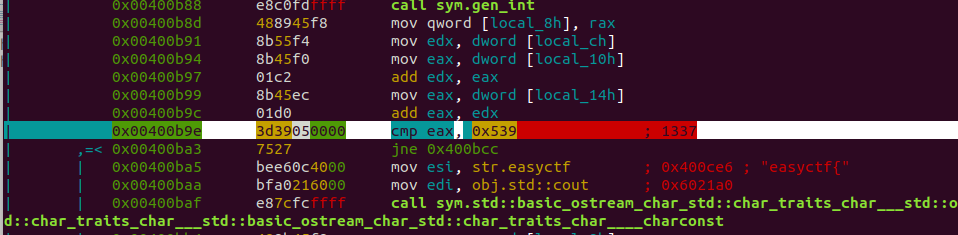 | 0x00400b88 e8c0fdffff call sym.gen_int
| 0x00400b8d 488945f8 mov qword [local_8h], rax
| 0x00400b91 8b55f4 mov edx, dword [local_ch]
| 0x00400b94 8b45f0 mov eax, dword [local_10h]
| 0x00400b97 01c2 add edx, eax
| 0x00400b99 8b45ec mov eax, dword [local_14h]
| 0x00400b9c 01d0 add eax, edx
| 0x00400b9e 3d39050000 cmp eax, 0x539 ; 1337
| ,=< 0x00400ba3 7527 jne 0x400bcc
| | 0x00400ba5 bee60c4000 mov esi, str.easyctf ; 0x400ce6 ; "easyctf{"
| | 0x00400baa bfa0216000 mov edi, obj.std::cout ; 0x6021a0
| | 0x00400baf e87cfcffff call sym.std::basic_ostream_char_std::char_traits_char___std::o
d::char_traits_char___std::basic_ostream_char_std::char_traits_char____charconst